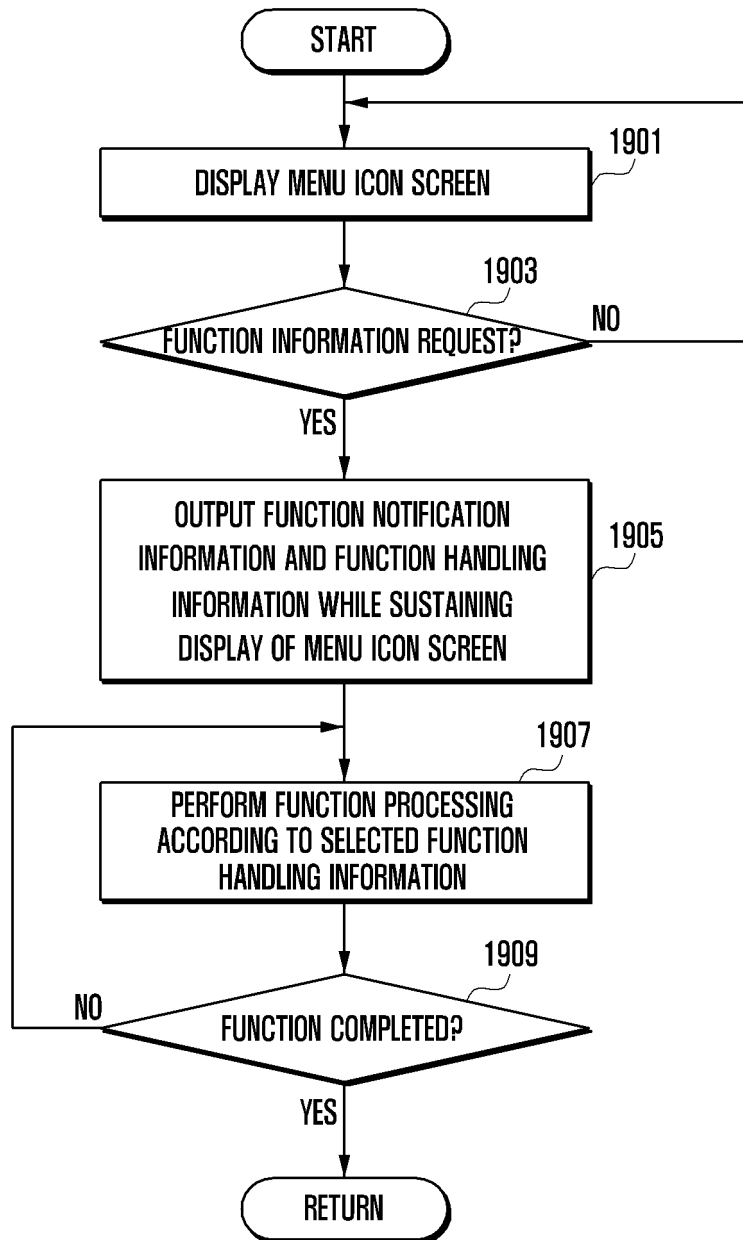 START
1901
DISPLAY MENU ICON SCREEN
1903
FUNCTION INFORMATION REQUEST?
NO
YES
OUTPUT FUNCTION NOTIFICATION
INFORMATION AND FUNCTION HANDLING
INFORMATION WHILE SUSTAINING
DISPLAY OF MENU ICON SCREEN
1905
1907
PERFORM FUNCTION PROCESSING
ACCORDING TO SELECTED FUNCTION
HANDLING INFORMATION
1909
NO
FUNCTION COMPLETED?
YES
RETURN